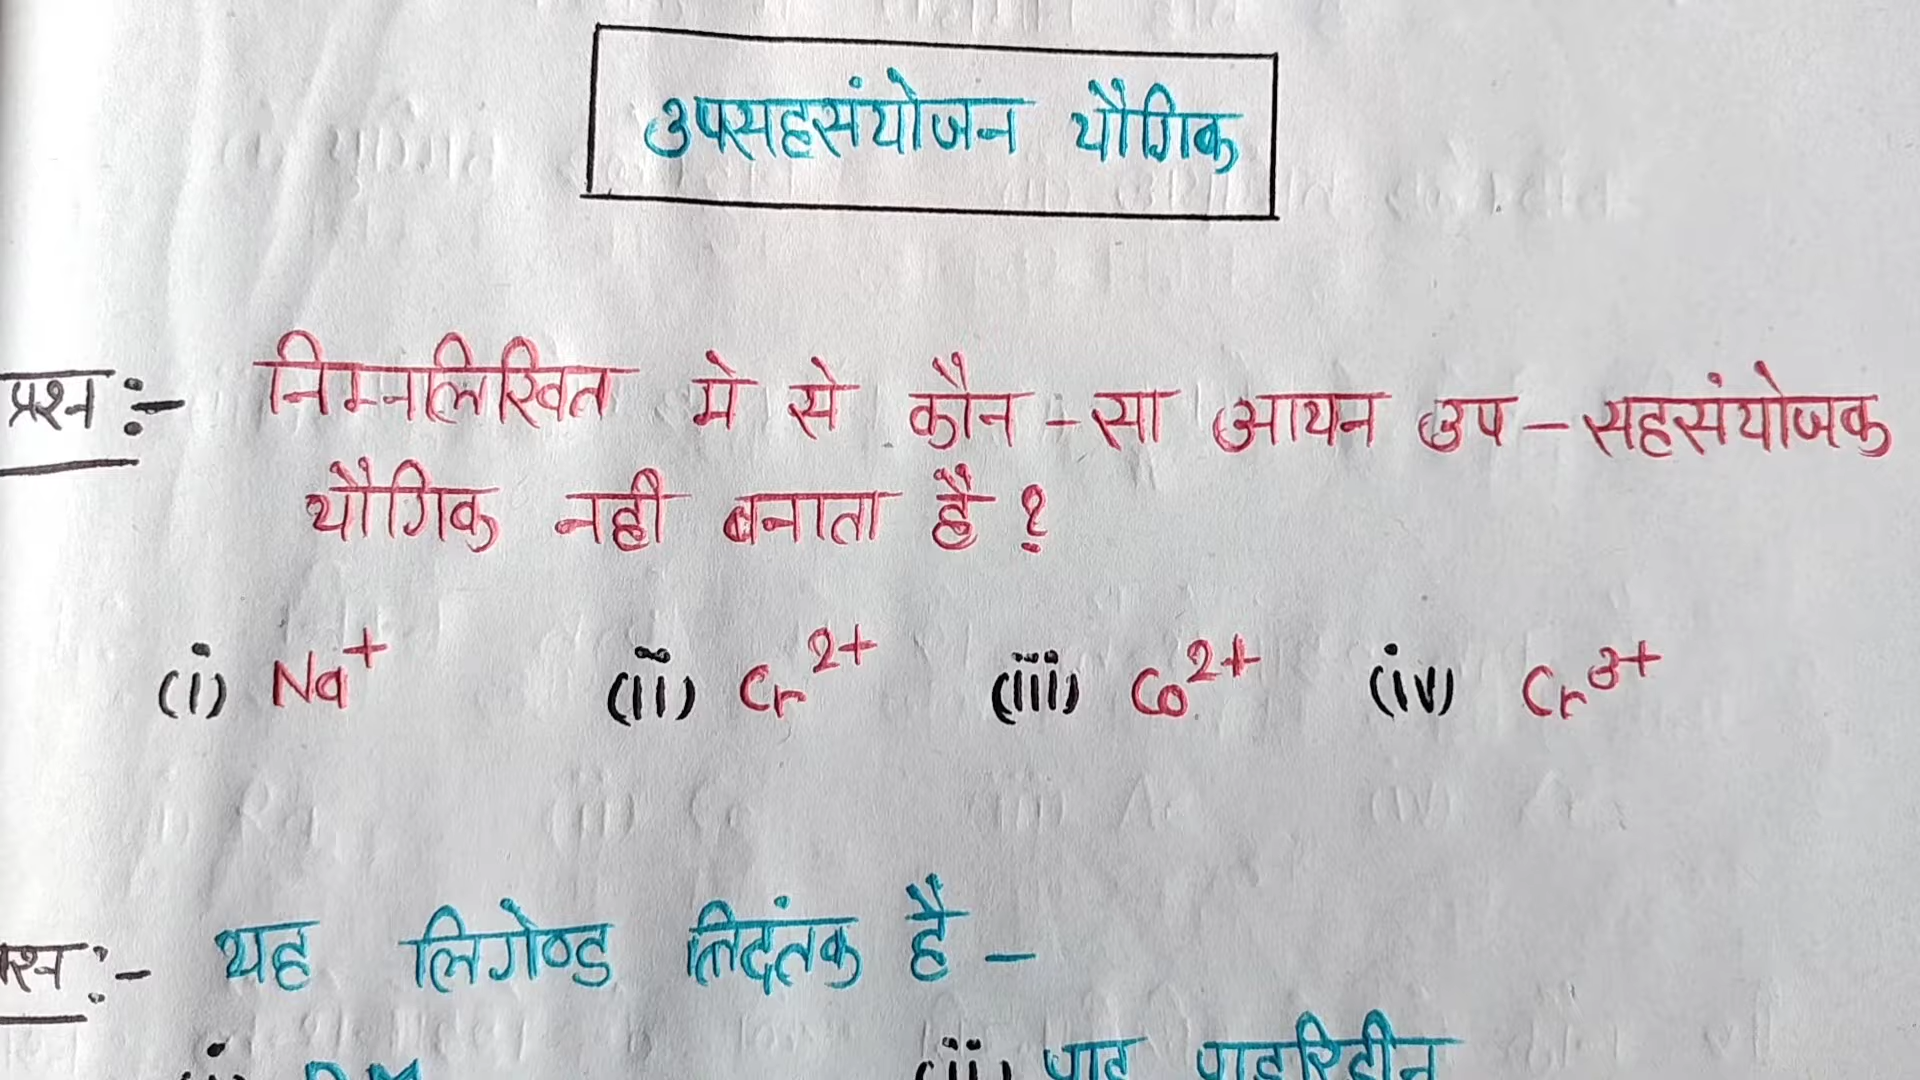 उपसहसंयोजन यौगिक
प्रश्न :- निम्नलिखित मे से कौन-सा आयन उप-सहसंयोजक
यौगिक नही बनाता है ?
(i) Na⁺ (ii) Cr²⁺ (iii) Co²⁺ (iv) Cr³⁺
यह लिगेण्ड त्रिदंतक है -
(ii)